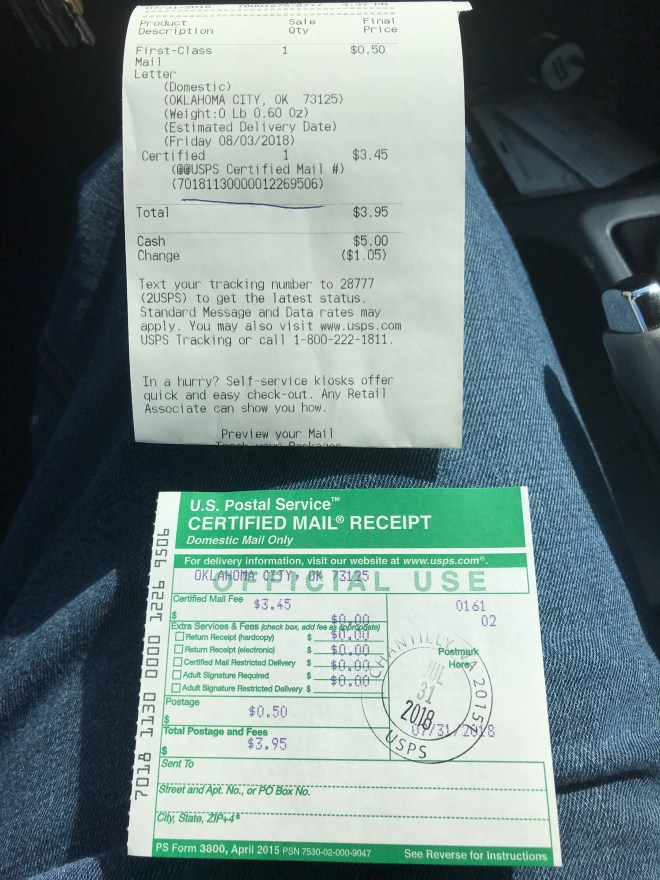 Product Sale Final
Description Qty Price
First-Class 1 $0.50
Mail
Letter
(Domestic)
(OKLAHOMA CITY, OK 73125)
(Weight:0 Lb 0.60 Oz)
(Estimated Delivery Date)
(Friday 08/03/2018)
Certified 1 $3.45
(@@USPS Certified Mail #)
(70181130000012269506)
Total $3.95
Cash $5.00
Change ($1.05)
Text your tracking number to 28777
(2USPS) to get the latest status.
Standard Message and Data rates may
apply. You may also visit www.usps.com
USPS Tracking or call 1-800-222-1811.
In a hurry? Self-service kiosks offer
quick and easy check-out. Any Retail
Associate can show you how.
Preview your Mail
7018 1130 0000 1226 9506
U.S. Postal Service™
CERTIFIED MAIL® RECEIPT
Domestic Mail Only
For delivery information, visit our website at www.usps.com®.
OKLAHOMA CITY, OK 73125
OFFICIAL USE
Certified Mail Fee $3.45
$
0161
02
Extra Services & Fees (check box, add fee as appropriate)
$0.00
Return Receipt (hardcopy) $ $0.00
Return Receipt (electronic) $ $0.00
Certified Mail Restricted Delivery $ $0.00
Adult Signature Required $ $0.00
Adult Signature Restricted Delivery $
Postmark
Here
CHANTILLY VA 20151
JUL
31
2018
USPS
07/31/2018
Postage
$0.50
$
Total Postage and Fees
$3.95
$
Sent To
Street and Apt. No., or PO Box No.
City, State, ZIP+4®
PS Form 3800, April 2015 PSN 7530-02-000-9047 See Reverse for Instructions